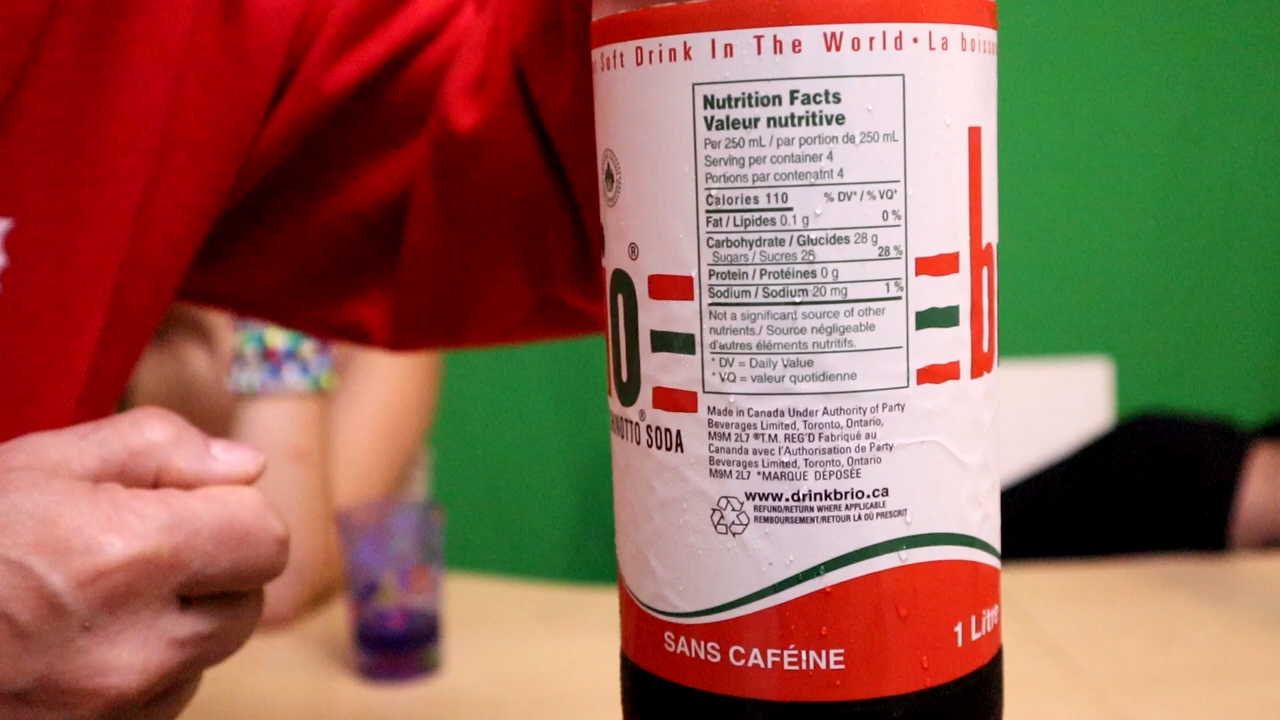 Soft Drink In The World • La
Nutrition Facts
Valeur nutritive
Per 250 mL / par portion de 250 mL
Serving per container 4
Portions par contenatnt 4
Calories 110 % DV* / % VQ*
Fat / Lipides 0.1 g 0 %
Carbohydrate / Glucides 28 g
Sugars / Sucres 26 28 %
Protein / Protéines 0 g
Sodium / Sodium 20 mg 1 %
Not a significant source of other
nutrients./ Source négligeable
d'autres éléments nutritifs.
* DV = Daily Value
* VQ = valeur quotidienne
®
®
SODA
b
Made in Canada Under Authority of Party
Beverages Limited, Toronto, Ontario,
M9M 2L7 ®T.M. REG'D Fabriqué au
Cananda avec l'Authorisation de Party
Beverages Limited, Toronto, Ontario
M9M 2L7 *MARQUE DÉPOSÉE
www.drinkbrio.ca
REFUND/RETURN WHERE APPLICABLE
REMBOURSEMENT/RETOUR LÀ OÙ PRESCRIT
SANS CAFÉINE
1 Litre